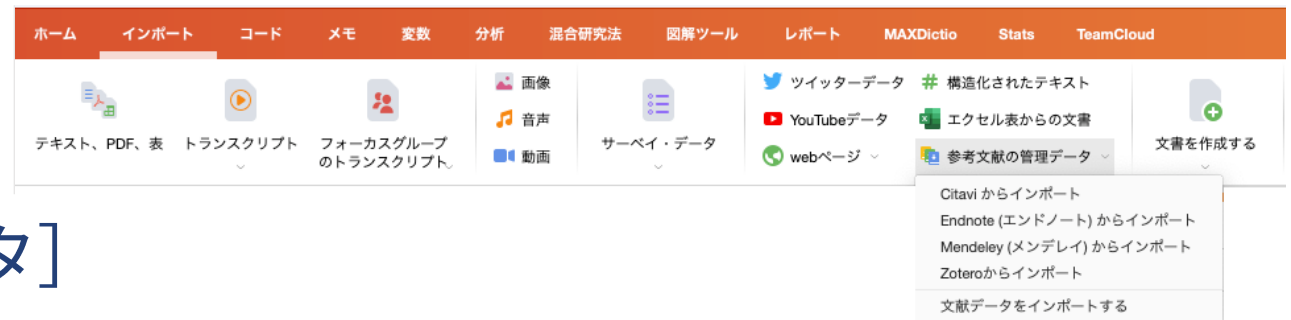 ホーム インポート コード メモ 変数 分析 混合研究法 図解ツール レポート MAXDictio Stats TeamCloud
テキスト、PDF、表
トランスクリプト
フォーカスグループ
のトランスクリプト
画像
音声
動画
サーベイ・データ
ツイッターデータ
YouTubeデータ
webページ
# 構造化されたテキスト
エクセル表からの文書
参考文献の管理データ
文書を作成する
Citavi からインポート
Endnote (エンドノート) からインポート
Mendeley (メンデレイ) からインポート
Zoteroからインポート
文献データをインポートする
タ]